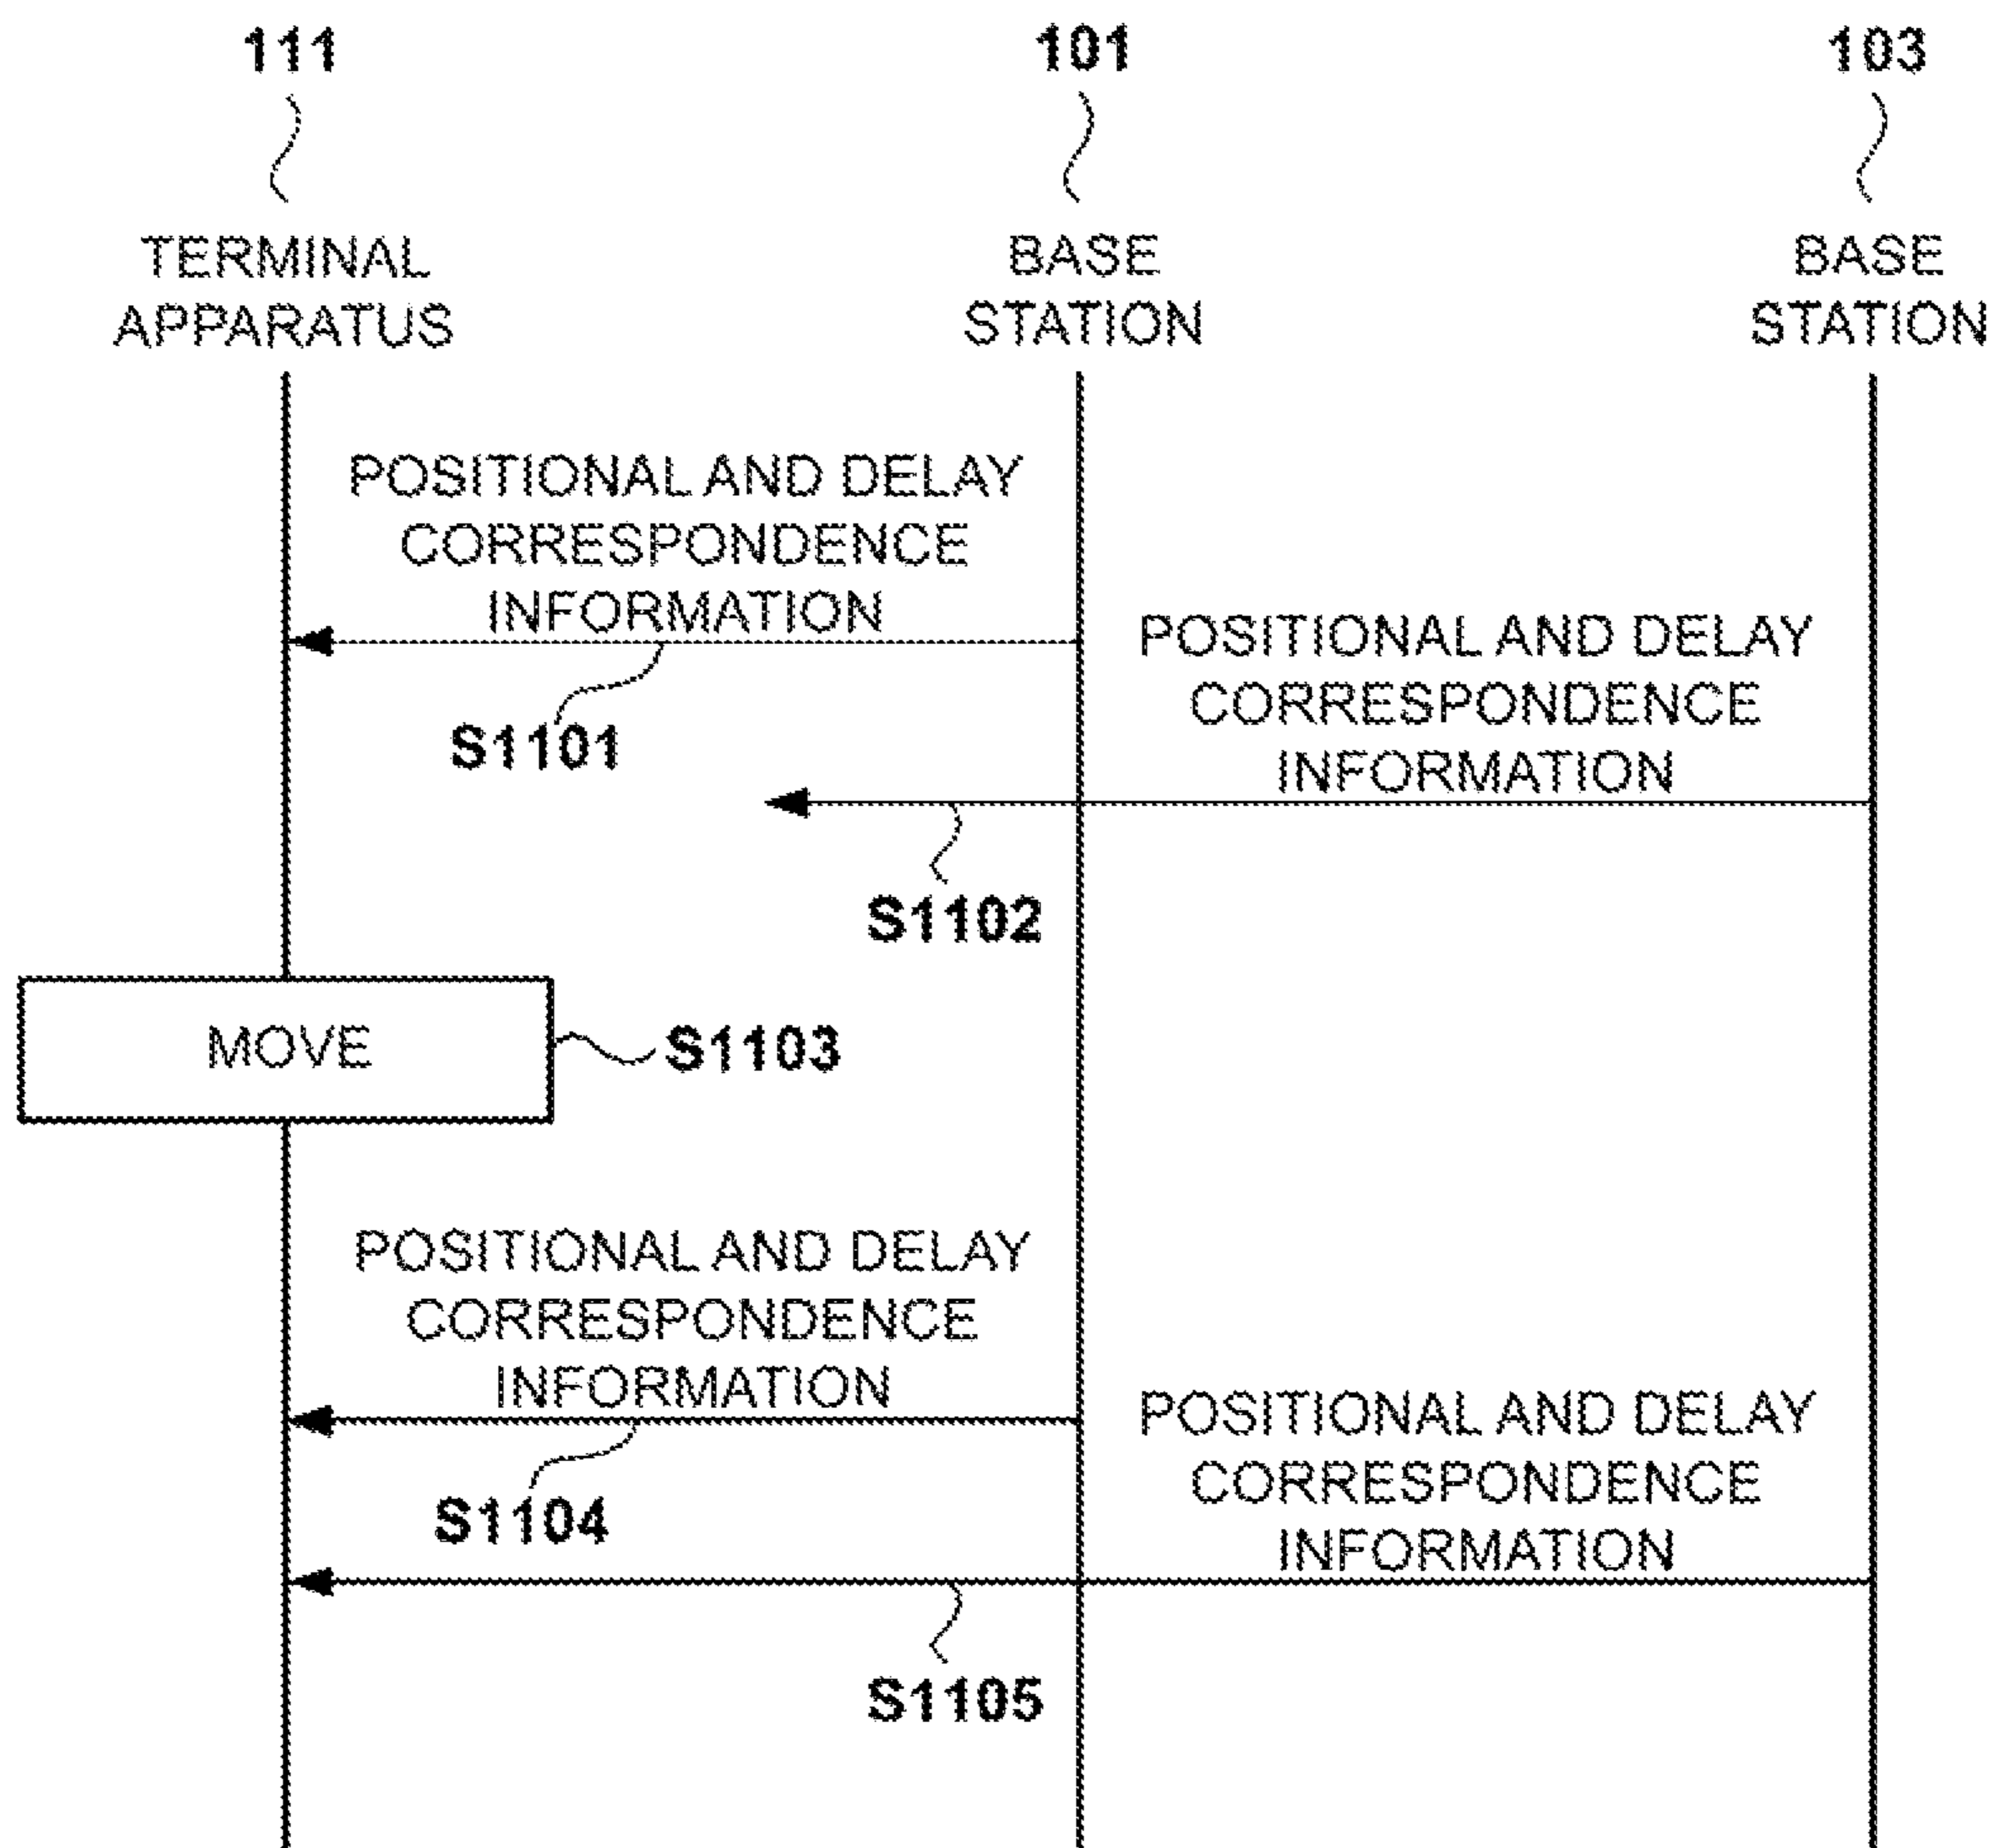 111
101
103
TERMINAL
APPARATUS
BASE
STATION
BASE
STATION
POSITIONAL AND DELAY
CORRESPONDENCE
INFORMATION
S1101
POSITIONAL AND DELAY
CORRESPONDENCE
INFORMATION
S1102
MOVE
S1103
POSITIONAL AND DELAY
CORRESPONDENCE
INFORMATION
S1104
POSITIONAL AND DELAY
CORRESPONDENCE
INFORMATION
S1105